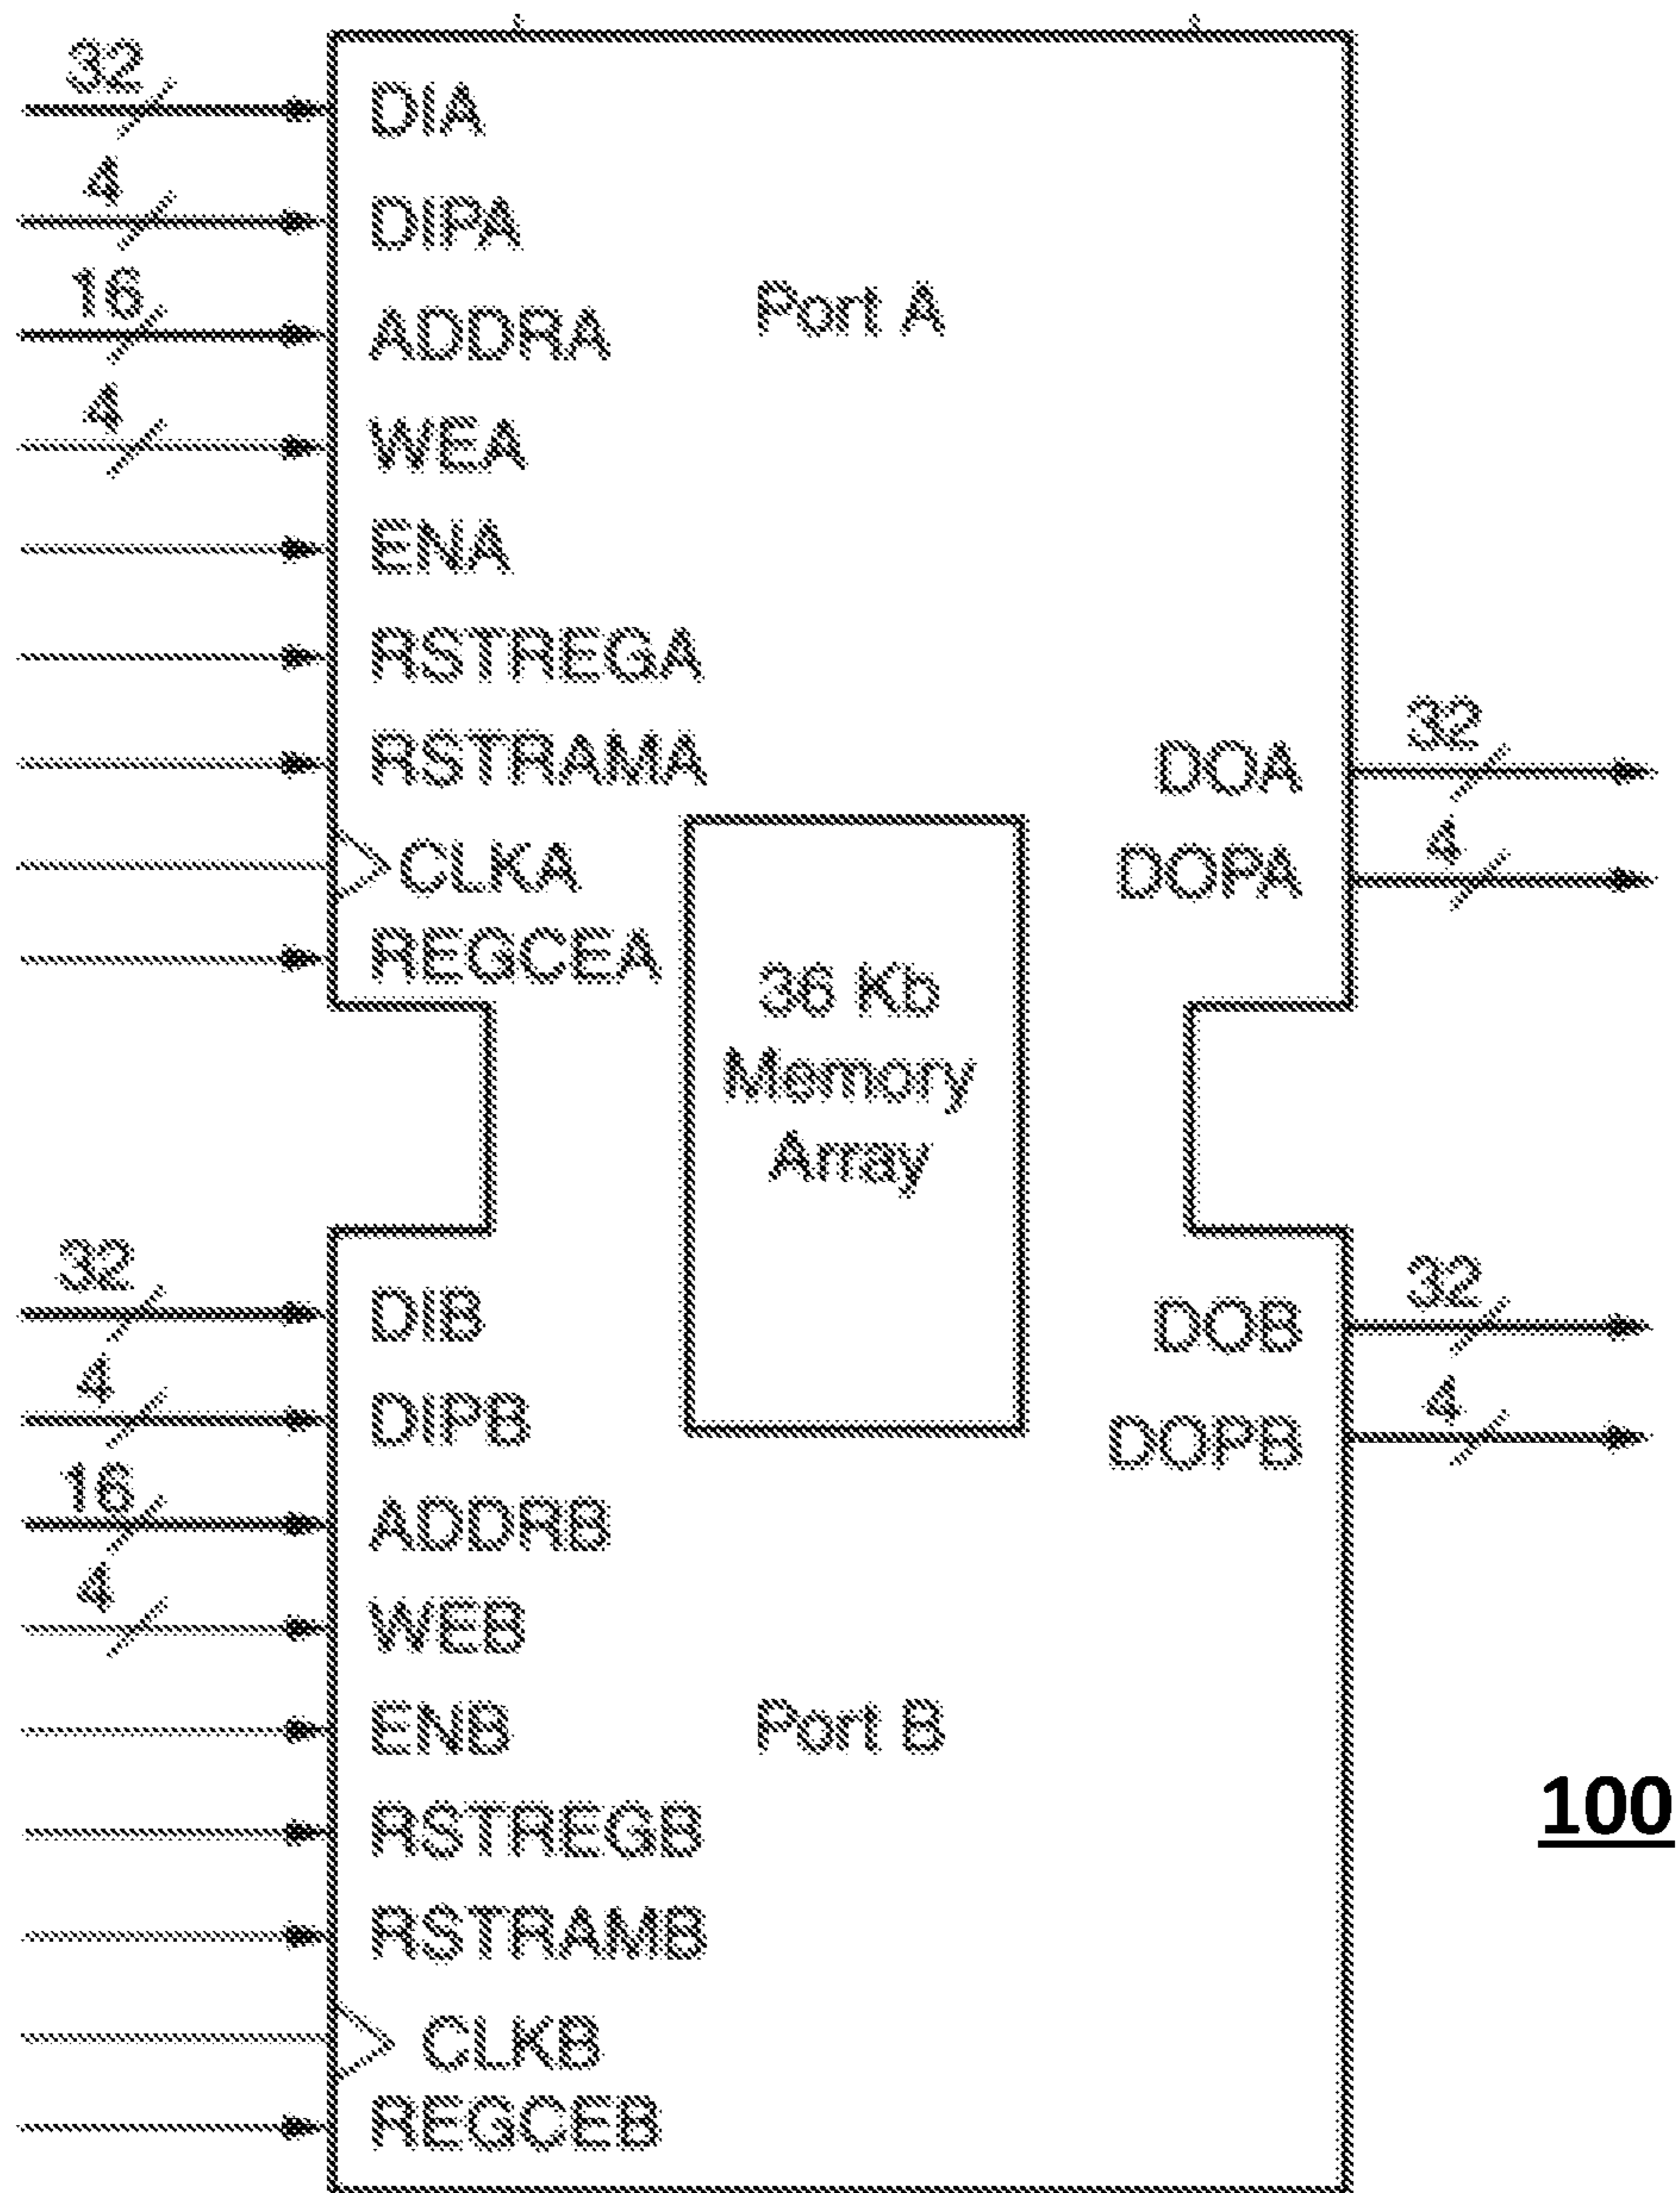 32
DIA
4
DIPA
16
ADDRA
Port A
4
WEA
ENA
RSTREGA
RSTRAMA
DOA
32
CLKA
DOPA
4
REGCEA
36 Kb
Memory
Array
32
DIB
DOB
32
4
DIPB
DOPB
4
16
ADDRB
4
WEB
ENB
Port B
RSTREGB
100
RSTRAMB
CLKB
REGCEB